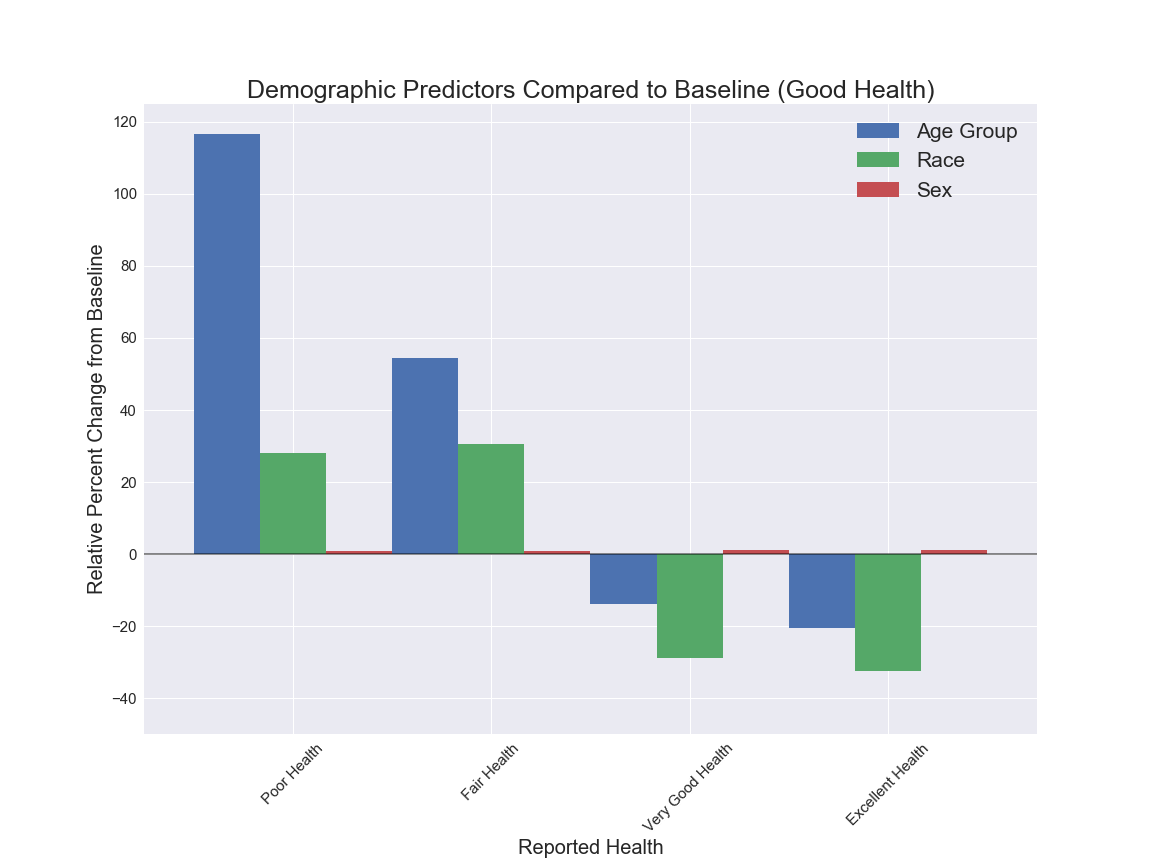 Demographic Predictors Compared to Baseline (Good Health)
Age Group
Race
Sex
Relative Percent Change from Baseline
120
100
80
60
40
20
0
−20
−40
Poor Health
Fair Health
Very Good Health
Excellent Health
Reported Health